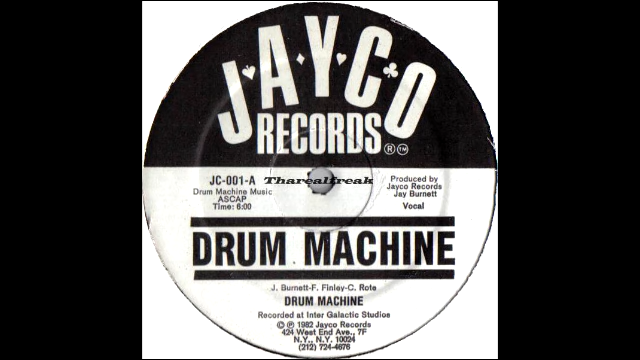 JAYCO
RECORDS ® ™
JC-001-A
Drum Machine Music
ASCAP
Time: 6:00
Tharealfreak
Produced by
Jayco Records
Jay Burnett
Vocal
DRUM MACHINE
J. Burnett-F. Finley-C. Rote
DRUM MACHINE
Recorded at Inter Galactic Studios
© ℗ 1982 Jayco Records
424 West End Ave., 7F
N.Y., N.Y. 10024
(212) 724-4676